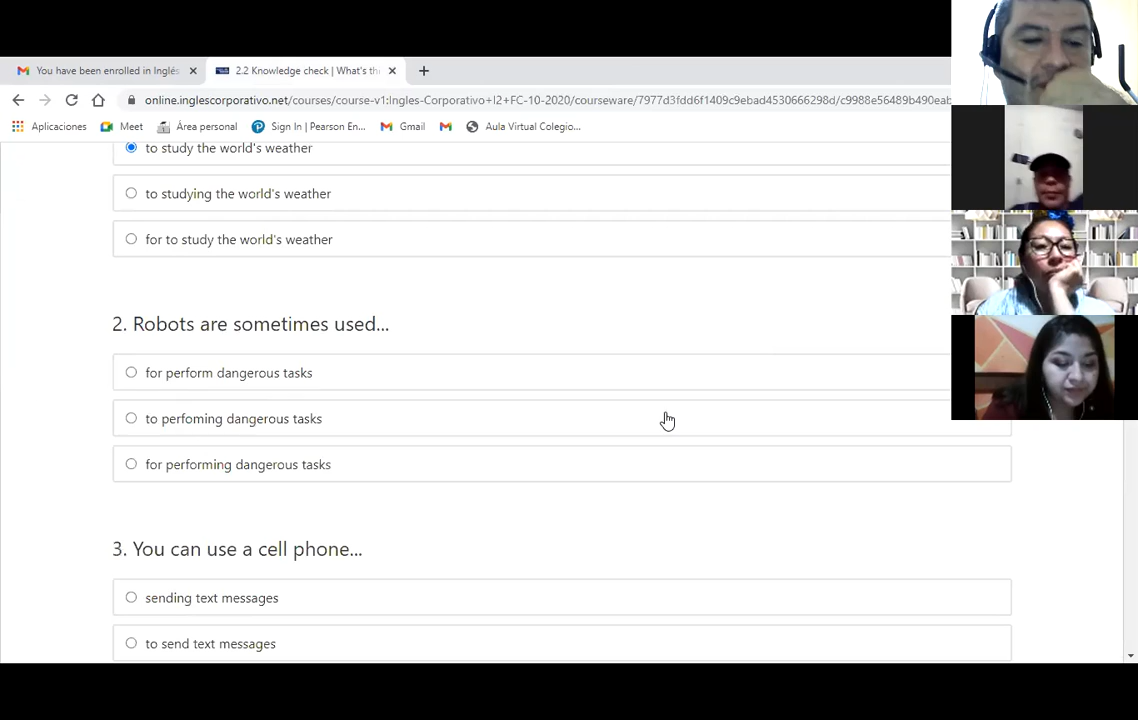 You have been enrolled in Inglés
2.2 Knowledge check | What's th
online.inglescorporativo.net/courses/course-v1:Ingles-Corporativo+I2+FC-10-2020/courseware/7977d3fdd6f1409c9ebad4530666298d/c9988e56489b490eab
Aplicaciones
Meet
Área personal
Sign In | Pearson En...
Gmail
Aula Virtual Colegio...
to study the world's weather
to studying the world's weather
for to study the world's weather
2. Robots are sometimes used...
for perform dangerous tasks
to perfoming dangerous tasks
for performing dangerous tasks
3. You can use a cell phone...
sending text messages
to send text messages